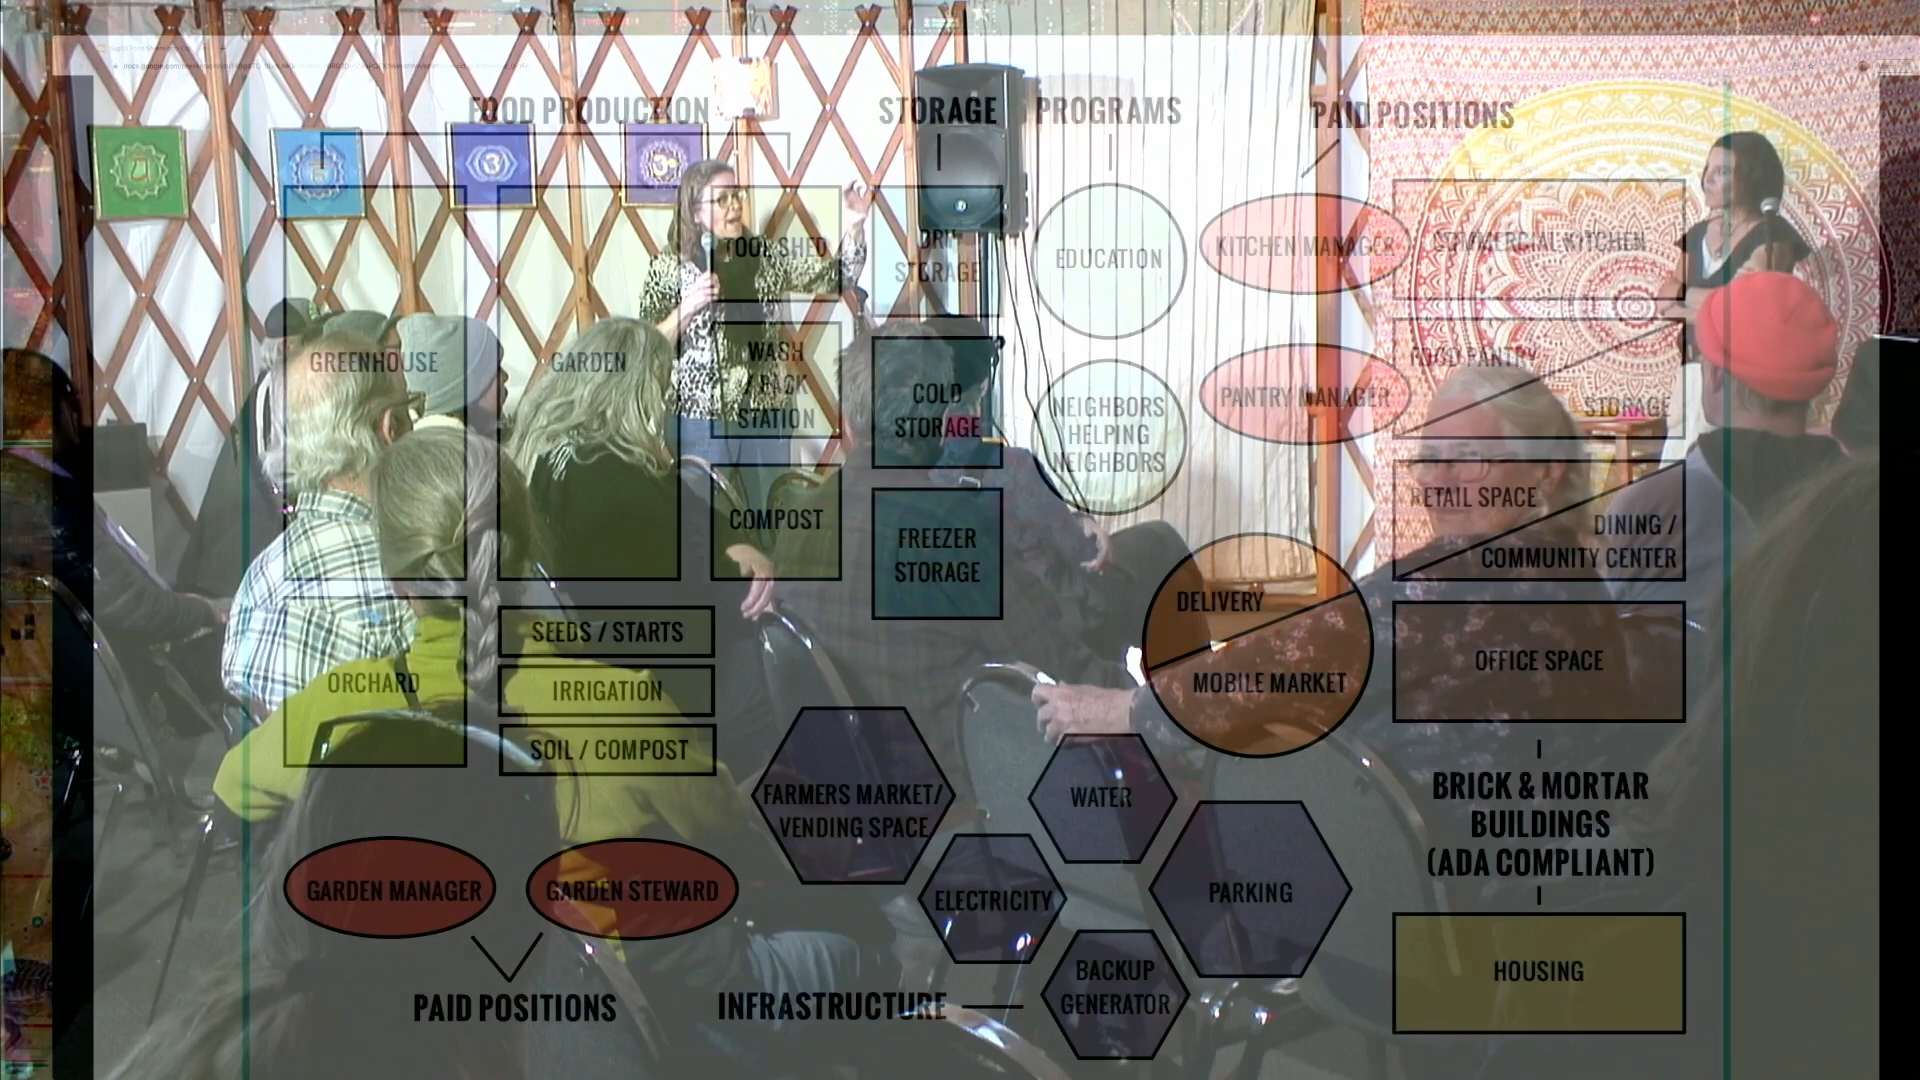 FOOD PRODUCTION
STORAGE
PROGRAMS
PAID POSITIONS
TOOL SHED
DRY
STORAGE
EDUCATION
KITCHEN MANAGER
COMMERCIAL KITCHEN
GREENHOUSE
GARDEN
WASH
/ PACK
STATION
COLD
STORAGE
NEIGHBORS
HELPING
NEIGHBORS
PANTRY MANAGER
FOOD PANTRY
STORAGE
COMPOST
FREEZER
STORAGE
RETAIL SPACE
DINING /
COMMUNITY CENTER
SEEDS / STARTS
IRRIGATION
SOIL / COMPOST
ORCHARD
DELIVERY
MOBILE MARKET
OFFICE SPACE
FARMERS MARKET/
VENDING SPACE
WATER
ELECTRICITY
PARKING
BACKUP
GENERATOR
BRICK & MORTAR
BUILDINGS
(ADA COMPLIANT)
GARDEN MANAGER
GARDEN STEWARD
PAID POSITIONS
INFRASTRUCTURE
HOUSING